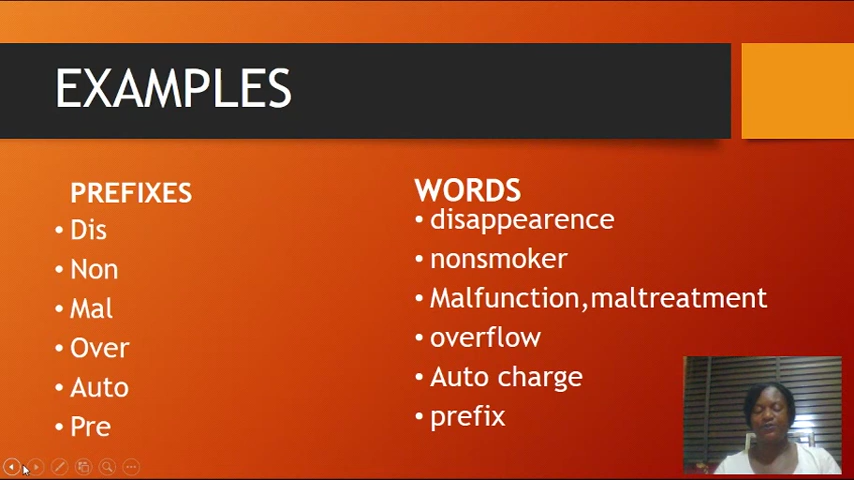 EXAMPLES
PREFIXES
• Dis
• Non
• Mal
• Over
• Auto
• Pre
WORDS
• disappearence
• nonsmoker
• Malfunction,maltreatment
• overflow
• Auto charge
• prefix